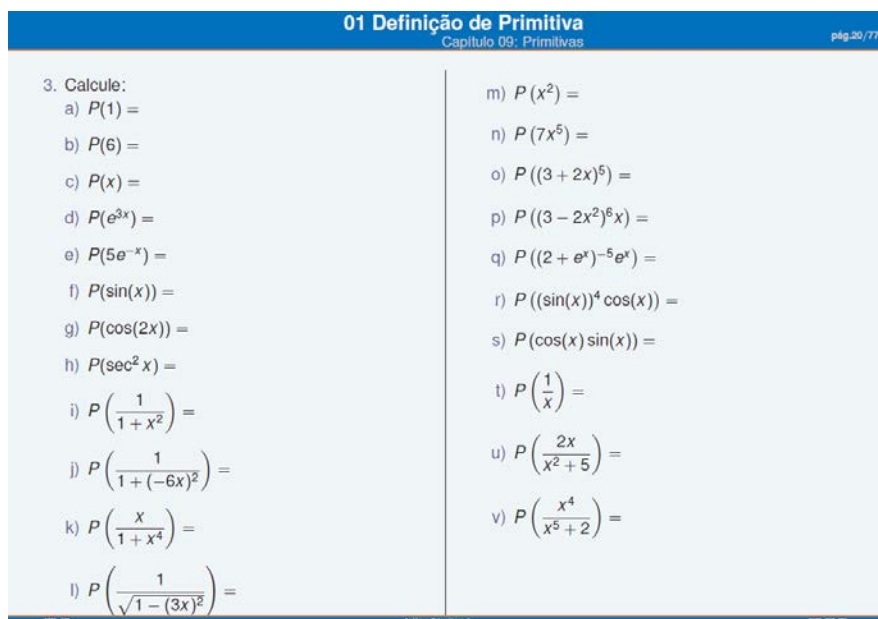 01 Definição de Primitiva
Capítulo 09: Primitivas
pág.20/77
3. Calcule:
a) P(1) =
b) P(6) =
c) P(x) =
d) P(e^{3x}) =
e) P(5e^{-x}) =
f) P(sin(x)) =
g) P(cos(2x)) =
h) P(sec² x) =
i) P(1/(1 + x²)) =
j) P(1/(1 + (−6x)²)) =
k) P(x/(1 + x⁴)) =
l) P(1/√(1 − (3x)²)) =
m) P(x²) =
n) P(7x⁵) =
o) P((3 + 2x)⁵) =
p) P((3 − 2x²)⁶x) =
q) P((2 + eˣ)⁻⁵eˣ) =
r) P((sin(x))⁴ cos(x)) =
s) P(cos(x) sin(x)) =
t) P(1/x) =
u) P(2x/(x² + 5)) =
v) P(x⁴/(x⁵ + 2)) =